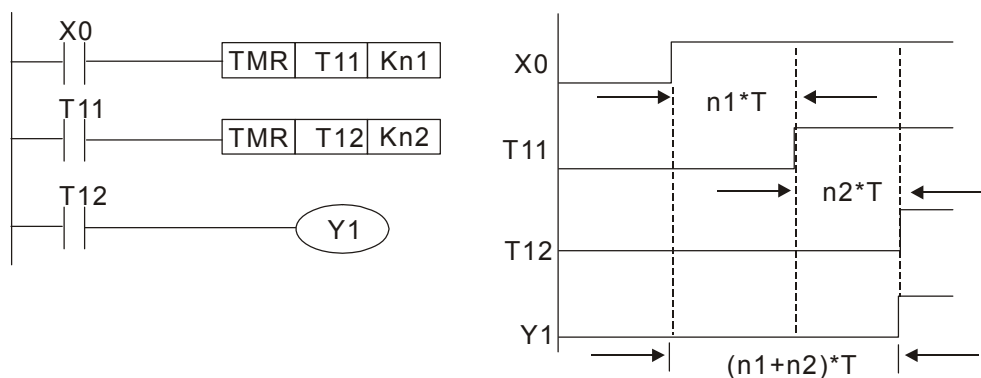 X0
TMR T11 Kn1
T11
TMR T12 Kn2
T12
Y1
X0
n1*T
T11
n2*T
T12
Y1
(n1+n2)*T